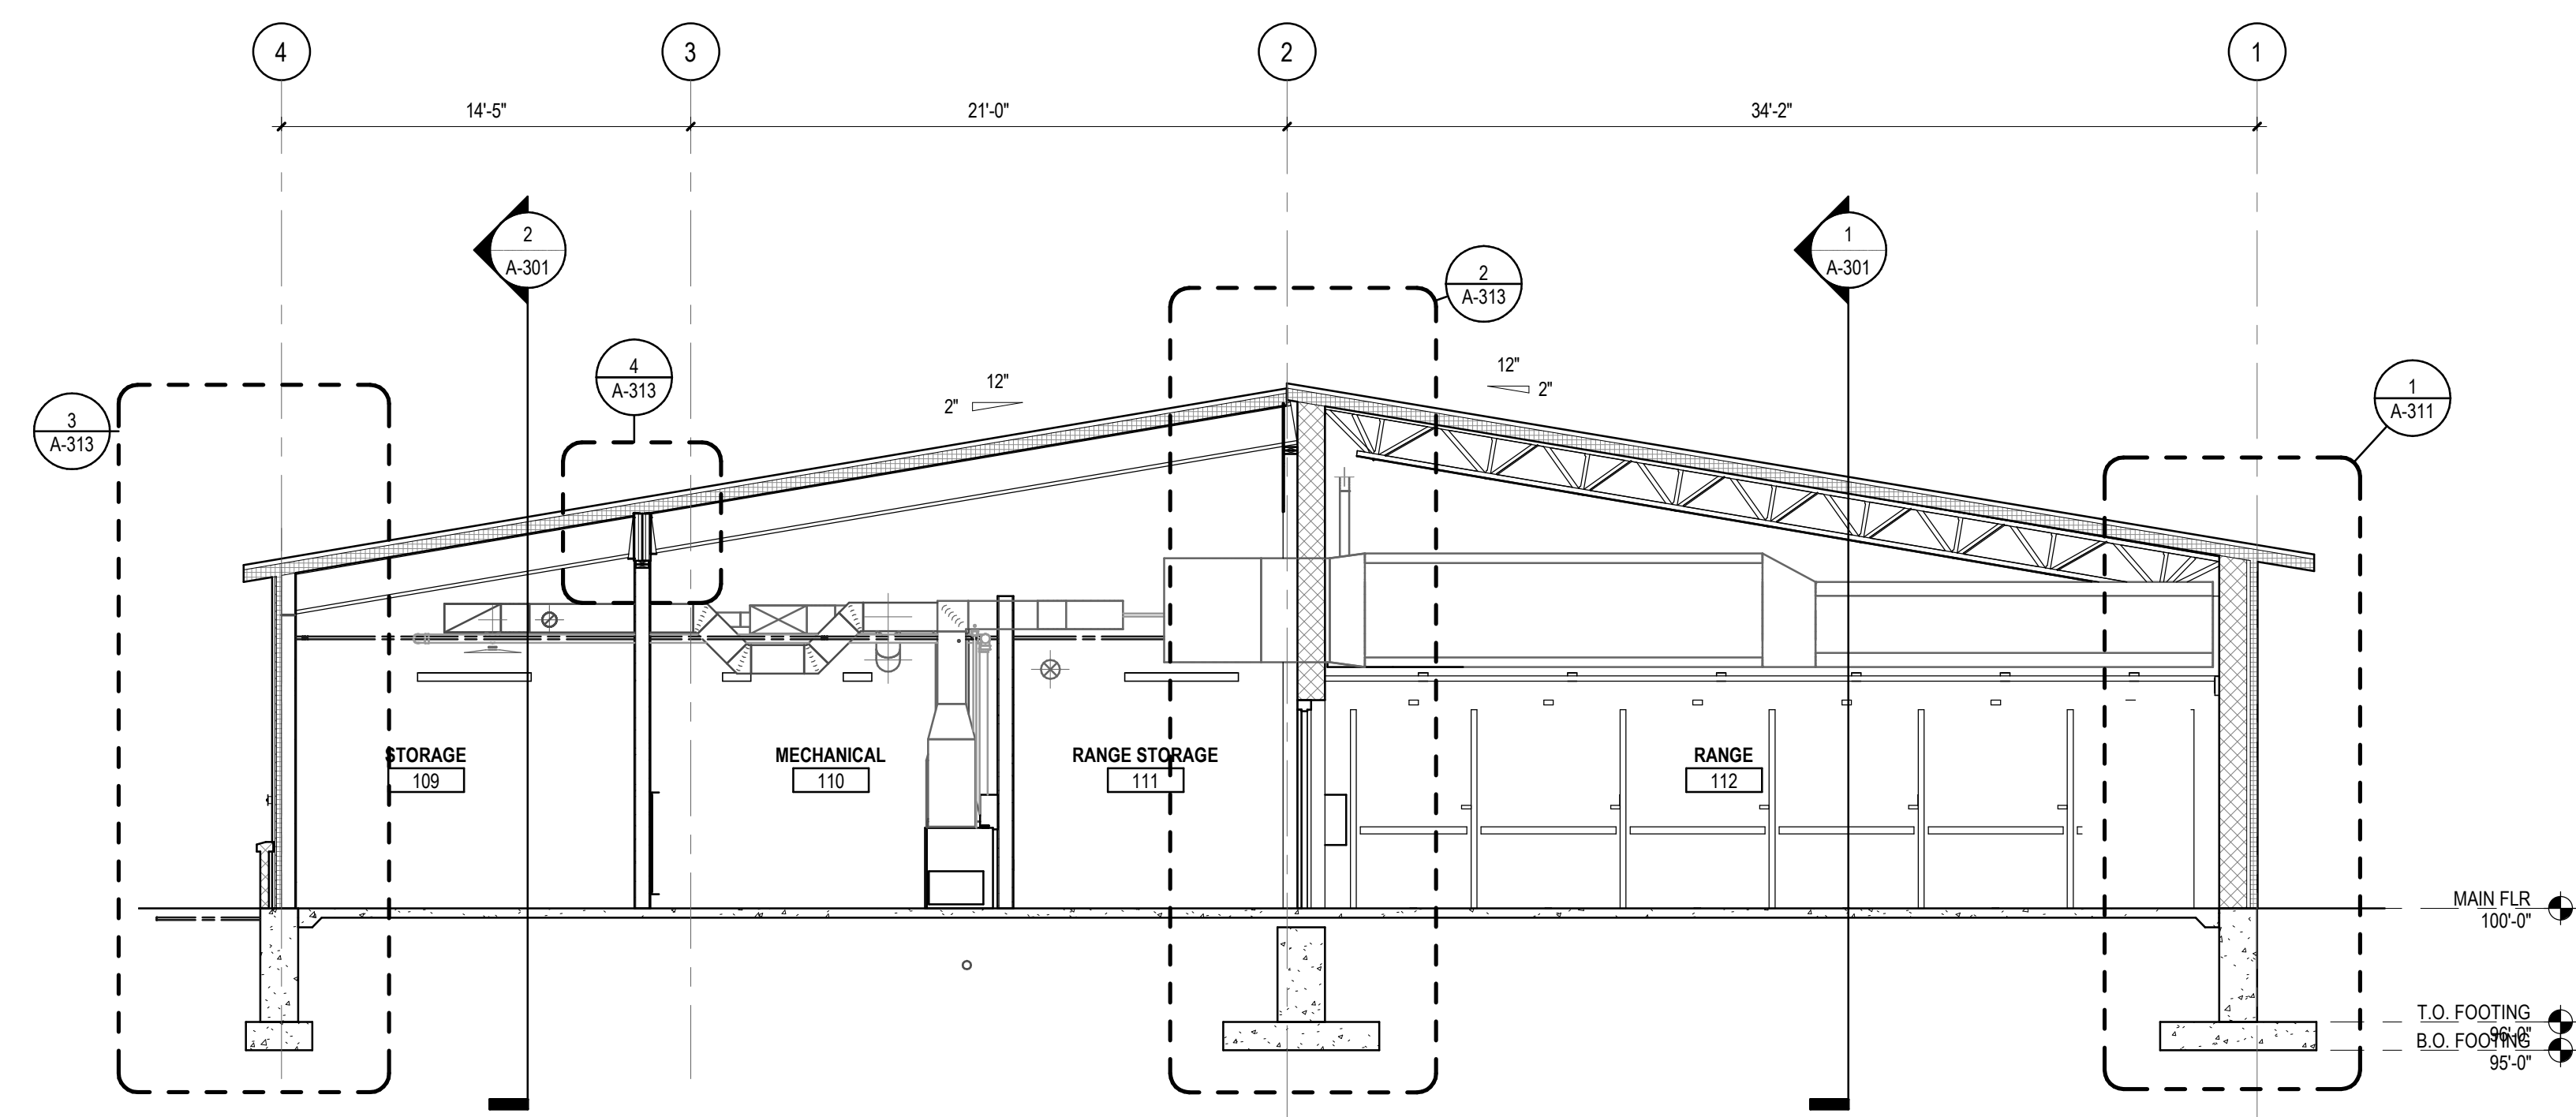 4
3
2
1
14'-5"
21'-0"
34'-2"
2
A-301
1
A-301
2
A-313
4
A-313
12"
2"
12"
2"
1
A-311
3
A-313
STORAGE
109
MECHANICAL
110
RANGE STORAGE
111
RANGE
112
MAIN FLR
100'-0"
T.O. FOOTING
96'-0"
B.O. FOOTING
95'-0"